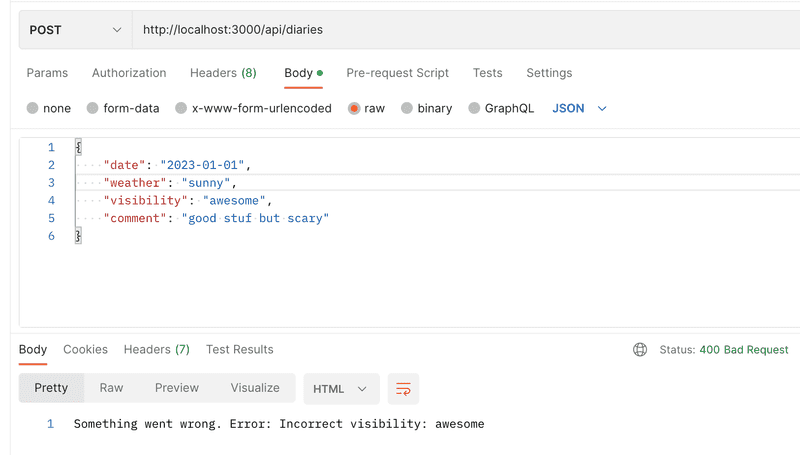 POST http://localhost:3000/api/diaries
Params Authorization Headers (8) Body Pre-request Script Tests Settings
none form-data x-www-form-urlencoded raw binary GraphQL JSON
1 {
2 "date": "2023-01-01",
3 "weather": "sunny",
4 "visibility": "awesome",
5 "comment": "good stuf but scary"
6 }
Body Cookies Headers (7) Test Results Status: 400 Bad Request
Pretty Raw Preview Visualize HTML
1 Something went wrong. Error: Incorrect visibility: awesome